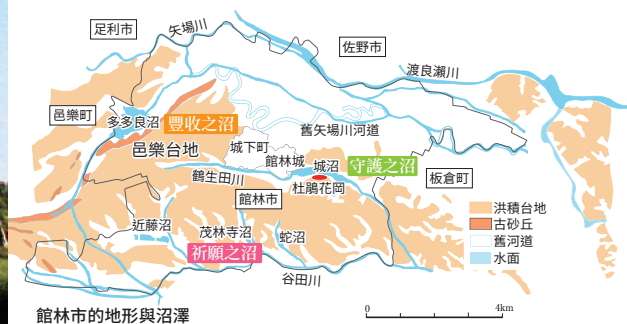 足利市
矢場川
佐野市
渡良瀬川
邑樂町
多多良沼
豐收之沼
舊矢場川河道
邑樂台地
城下町
館林城
城沼
守護之沼
鶴生田川
杜鵑花岡
板倉町
館林市
近藤沼
茂林寺沼
蛇沼
祈願之沼
谷田川
洪積台地
古砂丘
舊河道
水面
0 4km
館林市的地形與沼澤